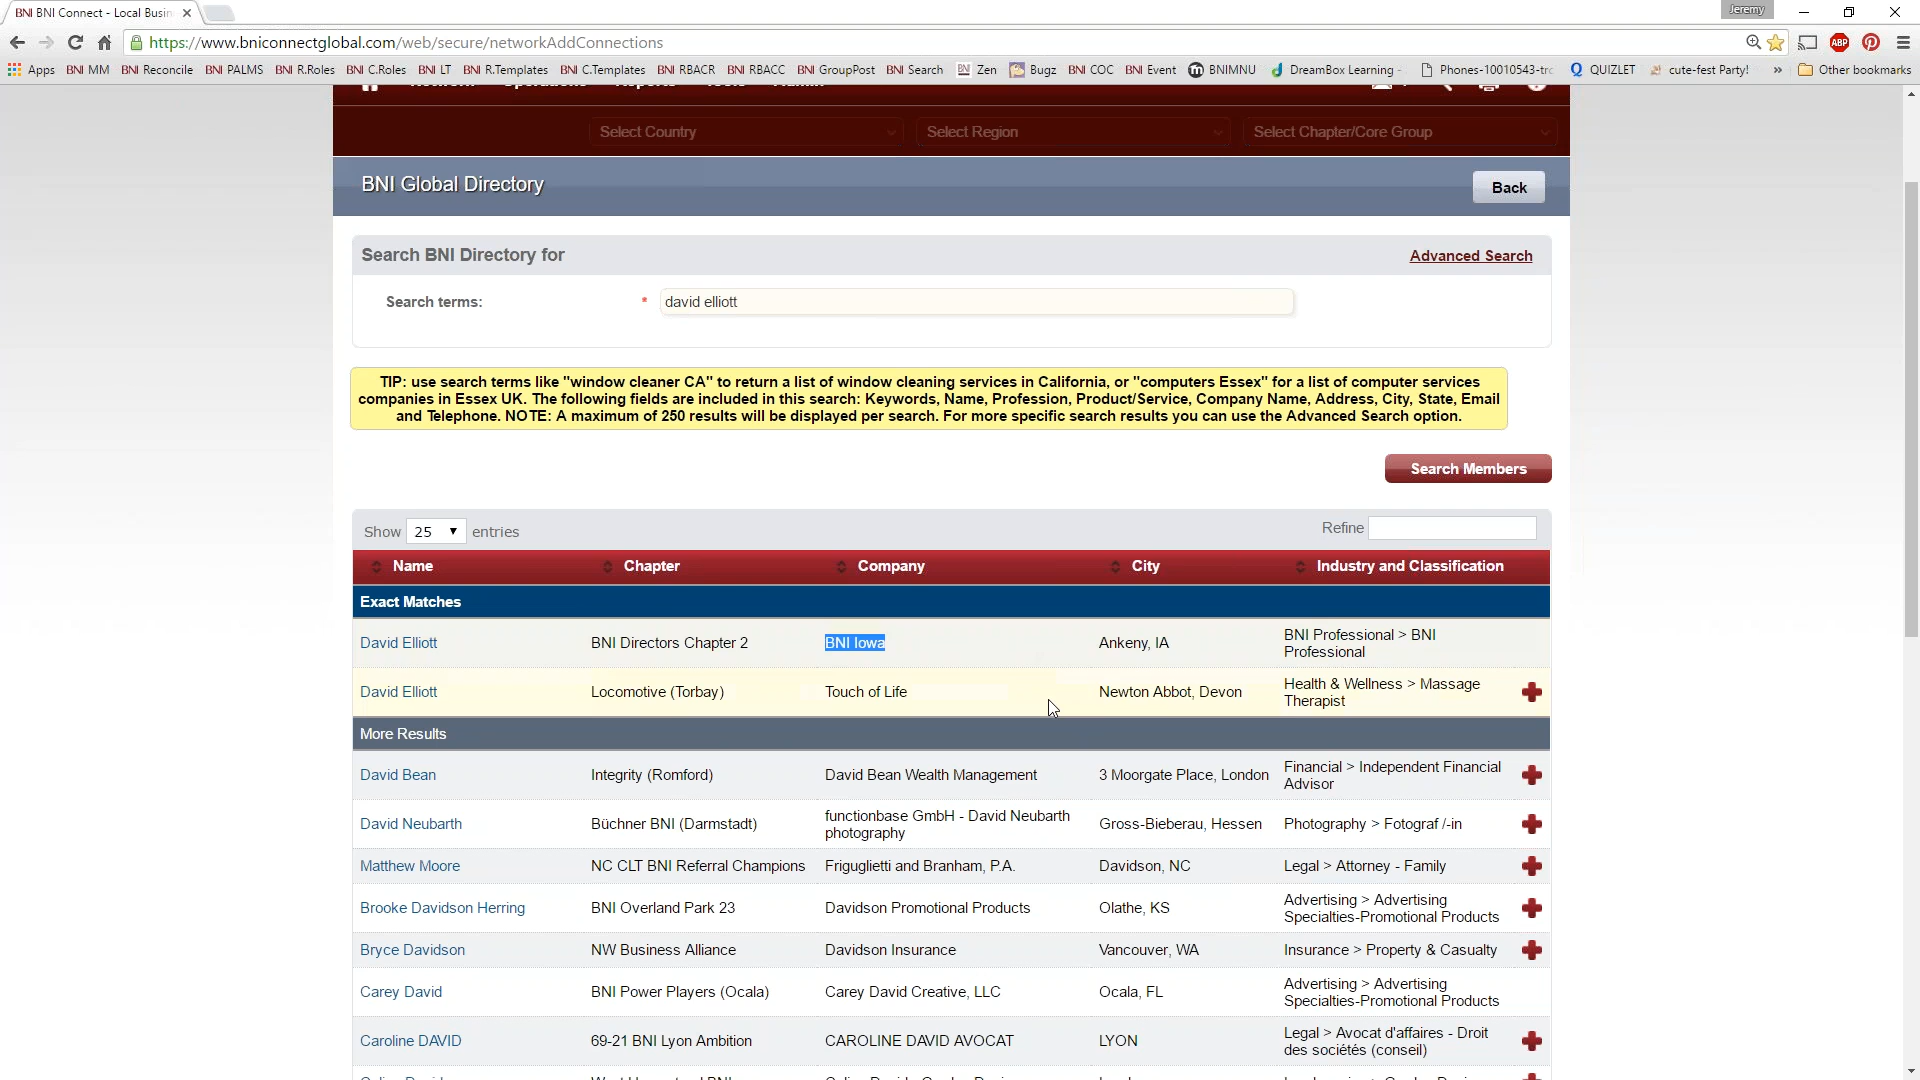 BNI BNI Connect - Local Busin
Jeremy
https://www.bniconnectglobal.com/web/secure/networkAddConnections
ABP
Apps BNI MM BNI Reconcile BNI PALMS BNI R.Roles BNI C.Roles BNI LT BNI R.Templates BNI C.Templates BNI RBACR BNI RBACC BNI GroupPost BNI Search Zen Bugz BNI COC BNI Event BNIMNU DreamBox Learning - Phones-10010543-trc QUIZLET cute-fest Party! » Other bookmarks
Network Operations Reports Tools Admin
Select Country Select Region Select Chapter/Core Group
BNI Global Directory
Back
Search BNI Directory for
Advanced Search
Search terms: * david elliott
TIP: use search terms like "window cleaner CA" to return a list of window cleaning services in California, or "computers Essex" for a list of computer services
companies in Essex UK. The following fields are included in this search: Keywords, Name, Profession, Product/Service, Company Name, Address, City, State, Email
and Telephone. NOTE: A maximum of 250 results will be displayed per search. For more specific search results you can use the Advanced Search option.
Search Members
Show 25 entries
Refine
Name Chapter Company City Industry and Classification
Exact Matches
David Elliott BNI Directors Chapter 2 BNI Iowa Ankeny, IA BNI Professional > BNI
Professional
David Elliott Locomotive (Torbay) Touch of Life Newton Abbot, Devon Health & Wellness > Massage
Therapist
More Results
David Bean Integrity (Romford) David Bean Wealth Management 3 Moorgate Place, London Financial > Independent Financial
Advisor
David Neubarth Büchner BNI (Darmstadt) functionbase GmbH - David Neubarth
photography Gross-Bieberau, Hessen Photography > Fotograf /-in
Matthew Moore NC CLT BNI Referral Champions Friguglietti and Branham, P.A. Davidson, NC Legal > Attorney - Family
Brooke Davidson Herring BNI Overland Park 23 Davidson Promotional Products Olathe, KS Advertising > Advertising
Specialties-Promotional Products
Bryce Davidson NW Business Alliance Davidson Insurance Vancouver, WA Insurance > Property & Casualty
Carey David BNI Power Players (Ocala) Carey David Creative, LLC Ocala, FL Advertising > Advertising
Specialties-Promotional Products
Caroline DAVID 69-21 BNI Lyon Ambition CAROLINE DAVID AVOCAT LYON Legal > Avocat d'affaires - Droit
des sociétés (conseil)